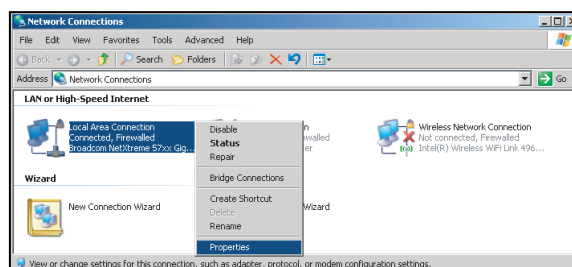 Network Connections
File Edit View Favorites Tools Advanced Help
Back Search Folders
Address Network Connections Go
LAN or High-Speed Internet
Local Area Connection
Connected, Firewalled
Broadcom NetXtreme 57xx Gig...
Disable
Status
Repair
Bridge Connections
Create Shortcut
Delete
Rename
Properties
Wireless Network Connection
Not connected, Firewalled
Intel(R) Wireless WiFi Link 496...
Wizard
New Connection Wizard
Wizard
View or change settings for this connection, such as adapter, protocol, or modem configuration settings.